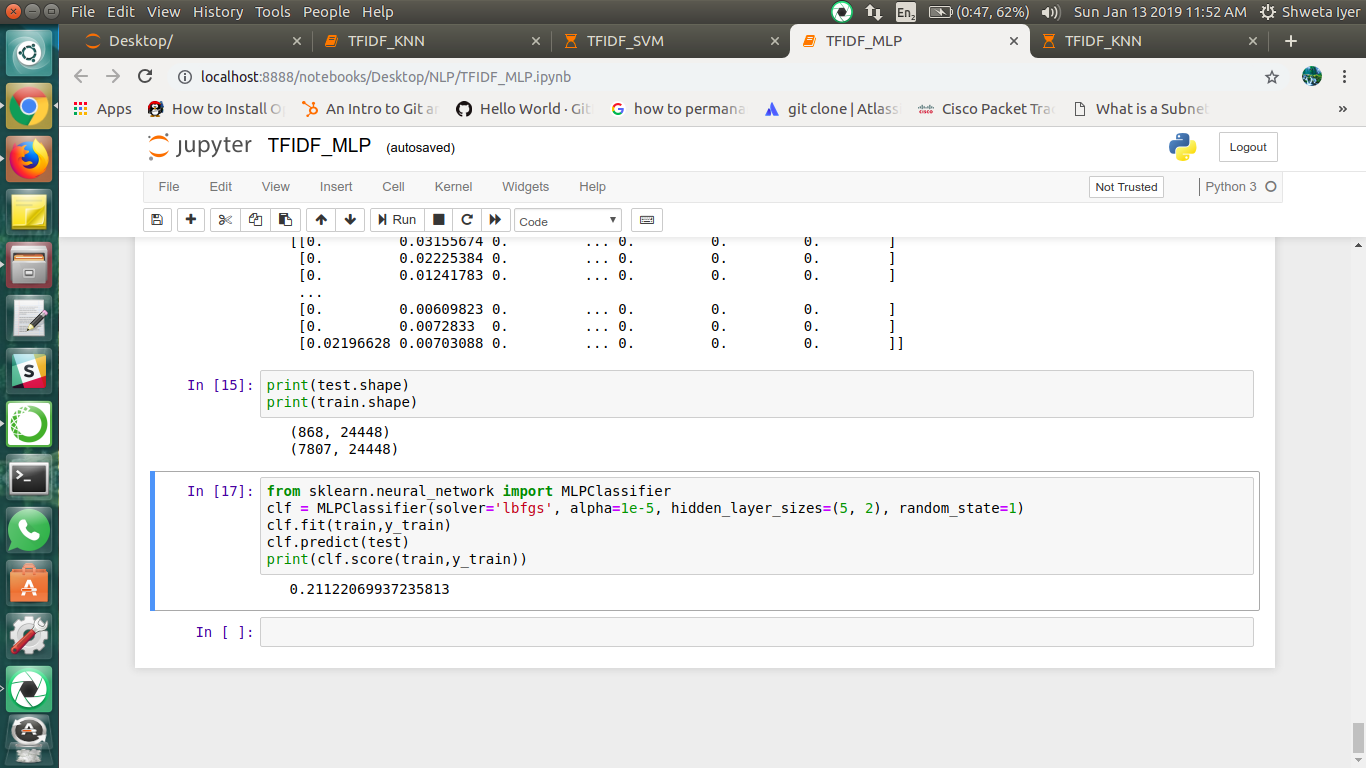 File Edit View History Tools People Help
En2 (0:47, 62%) Sun Jan 13 2019 11:52 AM Shweta Iyer
Desktop/ TFIDF_KNN TFIDF_SVM TFIDF_MLP TFIDF_KNN
localhost:8888/notebooks/Desktop/NLP/TFIDF_MLP.ipynb
Apps How to Install O An Intro to Git an Hello World · Git how to permana git clone | Atlass Cisco Packet Tra What is a Subnet »
jupyter TFIDF_MLP (autosaved) Logout
File Edit View Insert Cell Kernel Widgets Help Not Trusted Python 3
Run Code
[[0. 0.03155674 0. ... 0. 0. 0. ]
[0. 0.02225384 0. ... 0. 0. 0. ]
[0. 0.01241783 0. ... 0. 0. 0. ]
...
[0. 0.00609823 0. ... 0. 0. 0. ]
[0. 0.0072833 0. ... 0. 0. 0. ]
[0.02196628 0.00703088 0. ... 0. 0. 0. ]]
In [15]: print(test.shape)
print(train.shape)
(868, 24448)
(7807, 24448)
In [17]: from sklearn.neural_network import MLPClassifier
clf = MLPClassifier(solver='lbfgs', alpha=1e-5, hidden_layer_sizes=(5, 2), random_state=1)
clf.fit(train,y_train)
clf.predict(test)
print(clf.score(train,y_train))
0.21122069937235813
In [ ]: